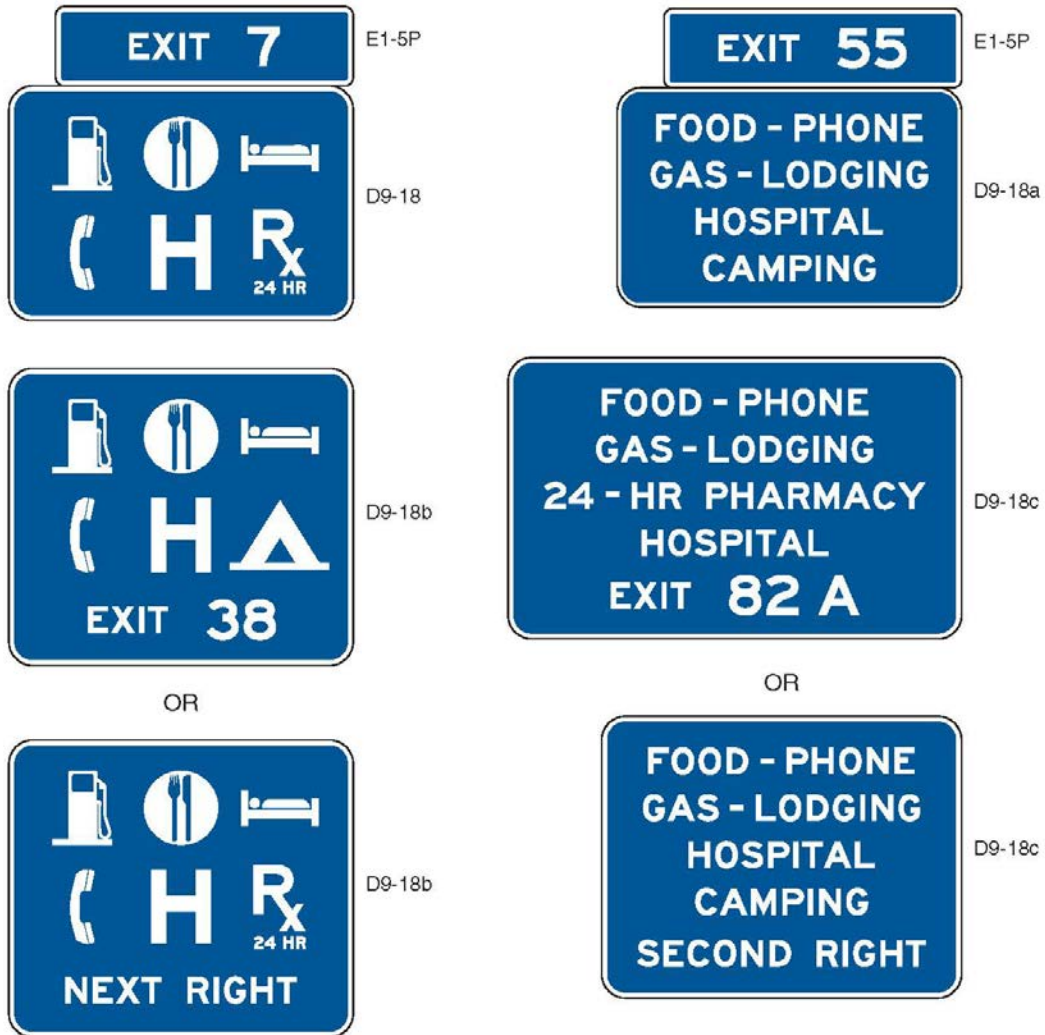 EXIT 7
E1-5P
D9-18
H
Rx
24 HR
H
D9-18b
EXIT 38
OR
H
Rx
24 HR
D9-18b
NEXT RIGHT
EXIT 55
E1-5P
FOOD - PHONE
GAS - LODGING
D9-18a
HOSPITAL
CAMPING
FOOD - PHONE
GAS - LODGING
24 - HR PHARMACY
D9-18c
HOSPITAL
EXIT 82 A
OR
FOOD - PHONE
GAS - LODGING
HOSPITAL
D9-18c
CAMPING
SECOND RIGHT